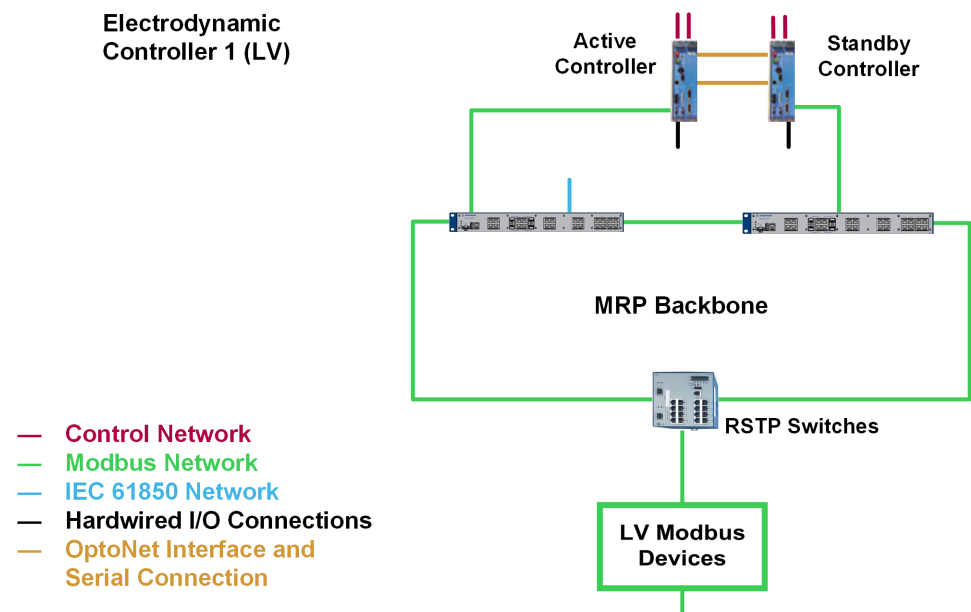 Electrodynamic
Controller 1 (LV)
Active
Controller
Standby
Controller
MRP Backbone
RSTP Switches
Control Network
Modbus Network
IEC 61850 Network
Hardwired I/O Connections
OptoNet Interface and
Serial Connection
LV Modbus
Devices